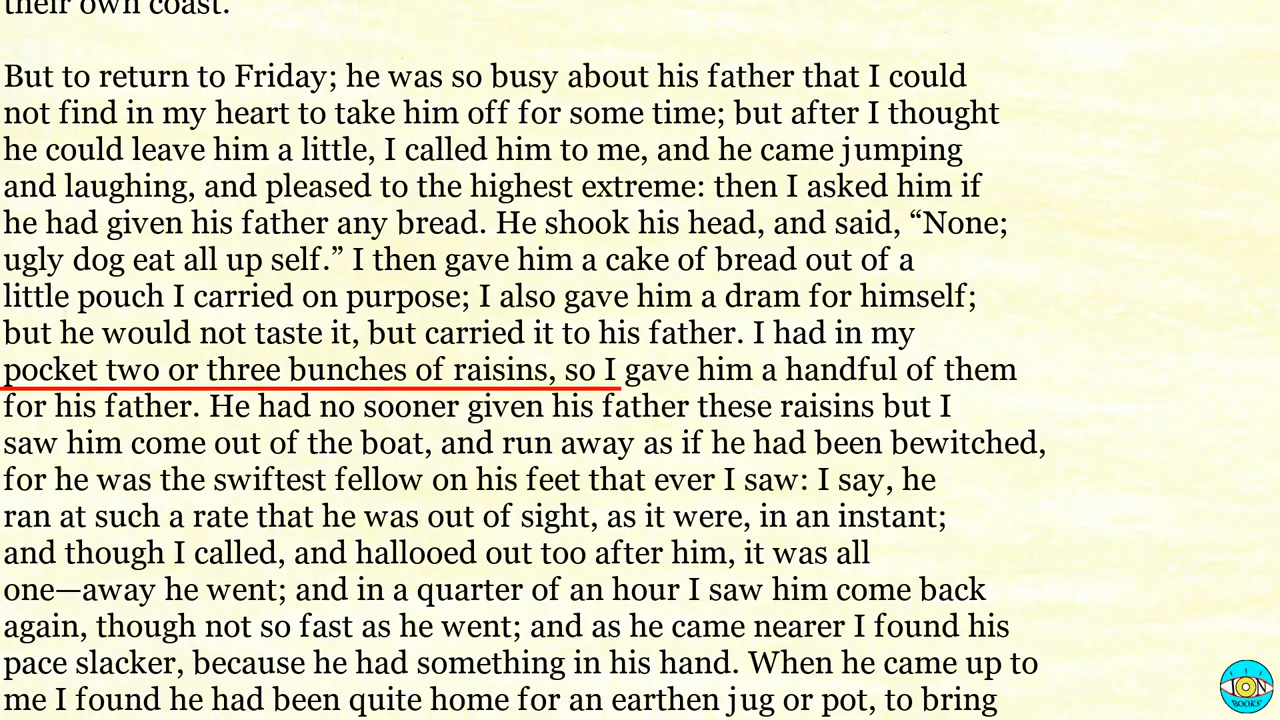 their own coast.
But to return to Friday; he was so busy about his father that I could
not find in my heart to take him off for some time; but after I thought
he could leave him a little, I called him to me, and he came jumping
and laughing, and pleased to the highest extreme: then I asked him if
he had given his father any bread. He shook his head, and said, “None;
ugly dog eat all up self.” I then gave him a cake of bread out of a
little pouch I carried on purpose; I also gave him a dram for himself;
but he would not taste it, but carried it to his father. I had in my
pocket two or three bunches of raisins, so I gave him a handful of them
for his father. He had no sooner given his father these raisins but I
saw him come out of the boat, and run away as if he had been bewitched,
for he was the swiftest fellow on his feet that ever I saw: I say, he
ran at such a rate that he was out of sight, as it were, in an instant;
and though I called, and hallooed out too after him, it was all
one—away he went; and in a quarter of an hour I saw him come back
again, though not so fast as he went; and as he came nearer I found his
pace slacker, because he had something in his hand. When he came up to
me I found he had been quite home for an earthen jug or pot, to bring
ION
BOOKS